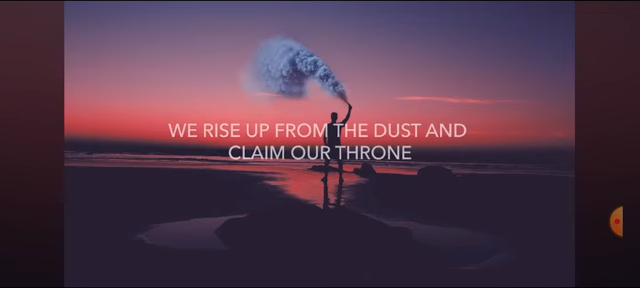 WE RISE UP FROM THE DUST AND
CLAIM OUR THRONE